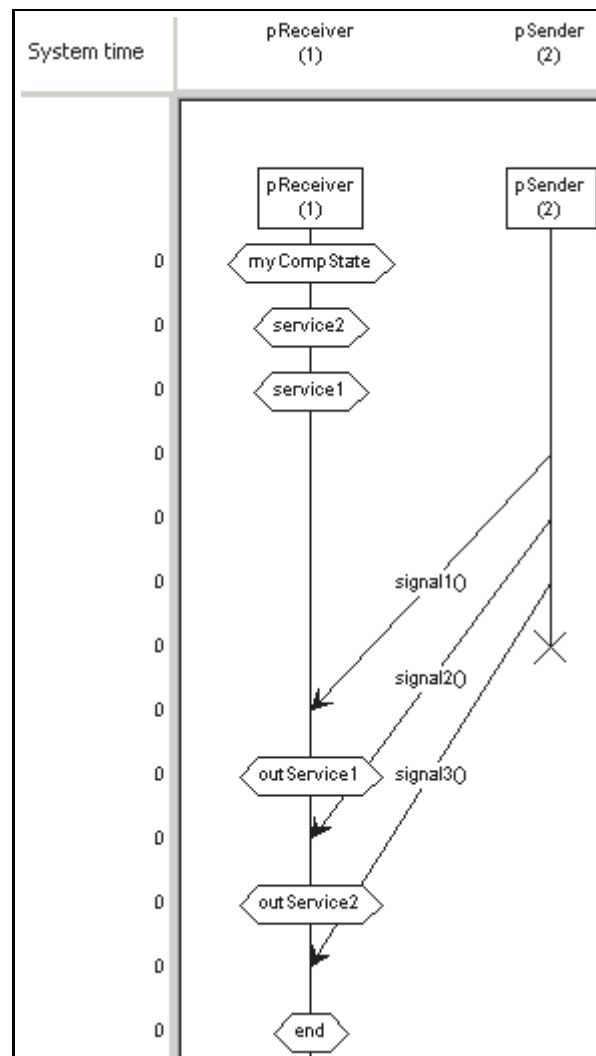 System time
pReceiver
(1)
pSender
(2)
pReceiver
(1)
pSender
(2)
0
myCompState
0
service2
0
service1
0
0
0
signal1()
0
signal2()
0
0
outService1
signal3()
0
0
outService2
0
0
end